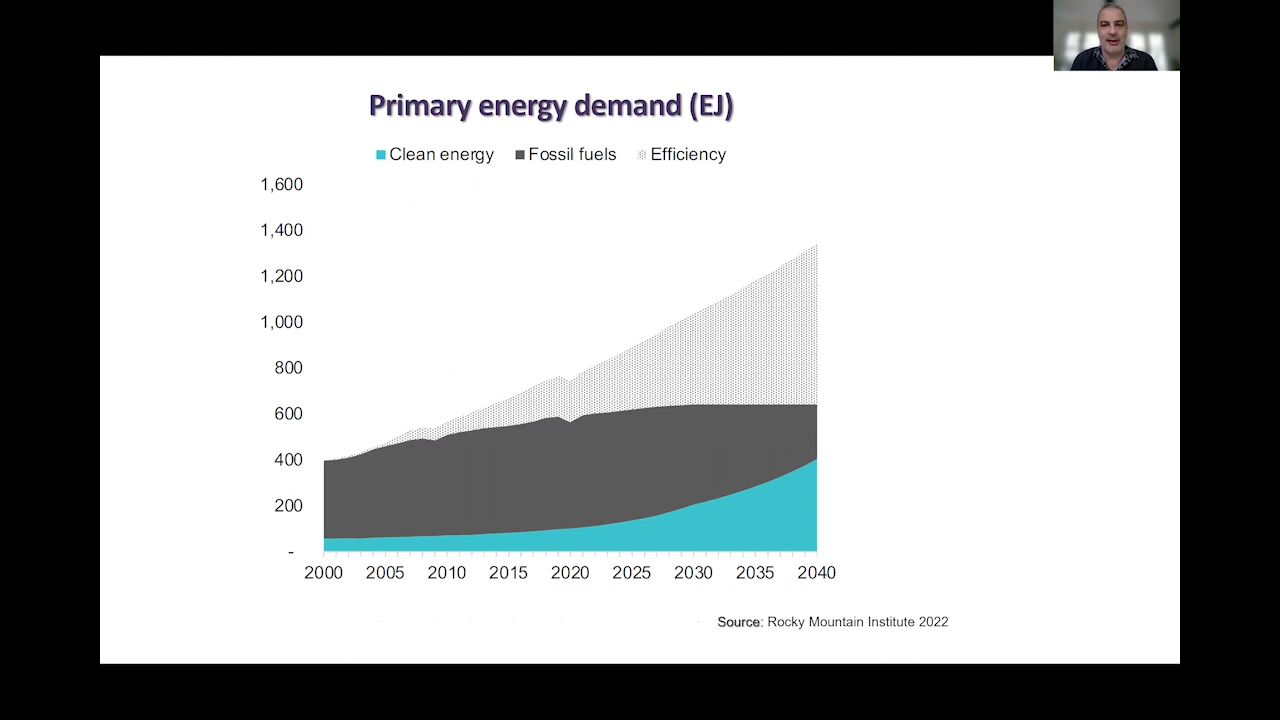 Primary energy demand (EJ)
Clean energy Fossil fuels Efficiency
1,600
1,400
1,200
1,000
800
600
400
200
-
2000 2005 2010 2015 2020 2025 2030 2035 2040
Source: Rocky Mountain Institute 2022